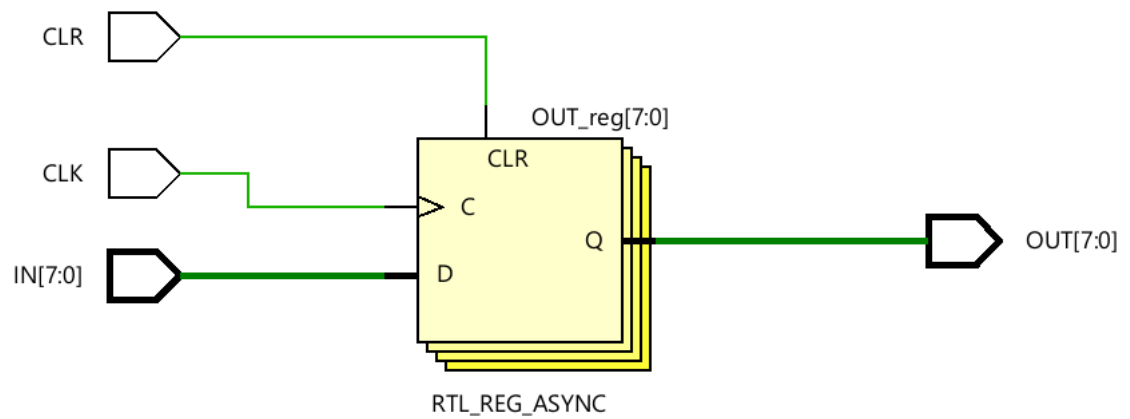 CLR
OUT_reg[7:0]
CLR
CLK
C
Q
OUT[7:0]
IN[7:0]
D
RTL_REG_ASYNC